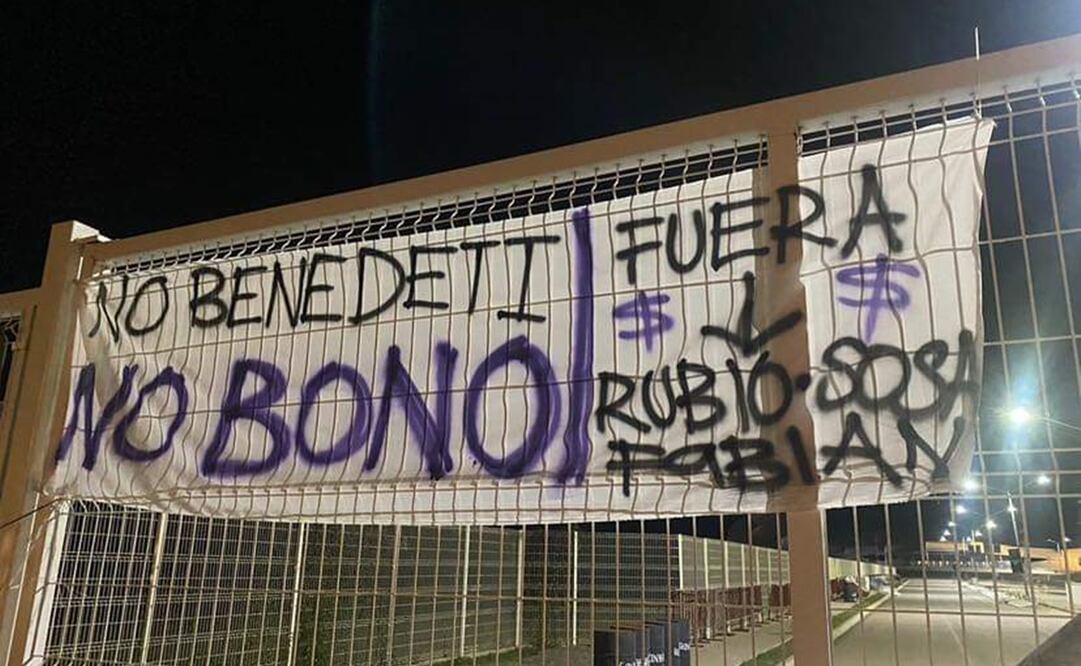 NO BENEDETI
NO BONO
FUERA
$ $
RUBIO·SOSA
FABIAN